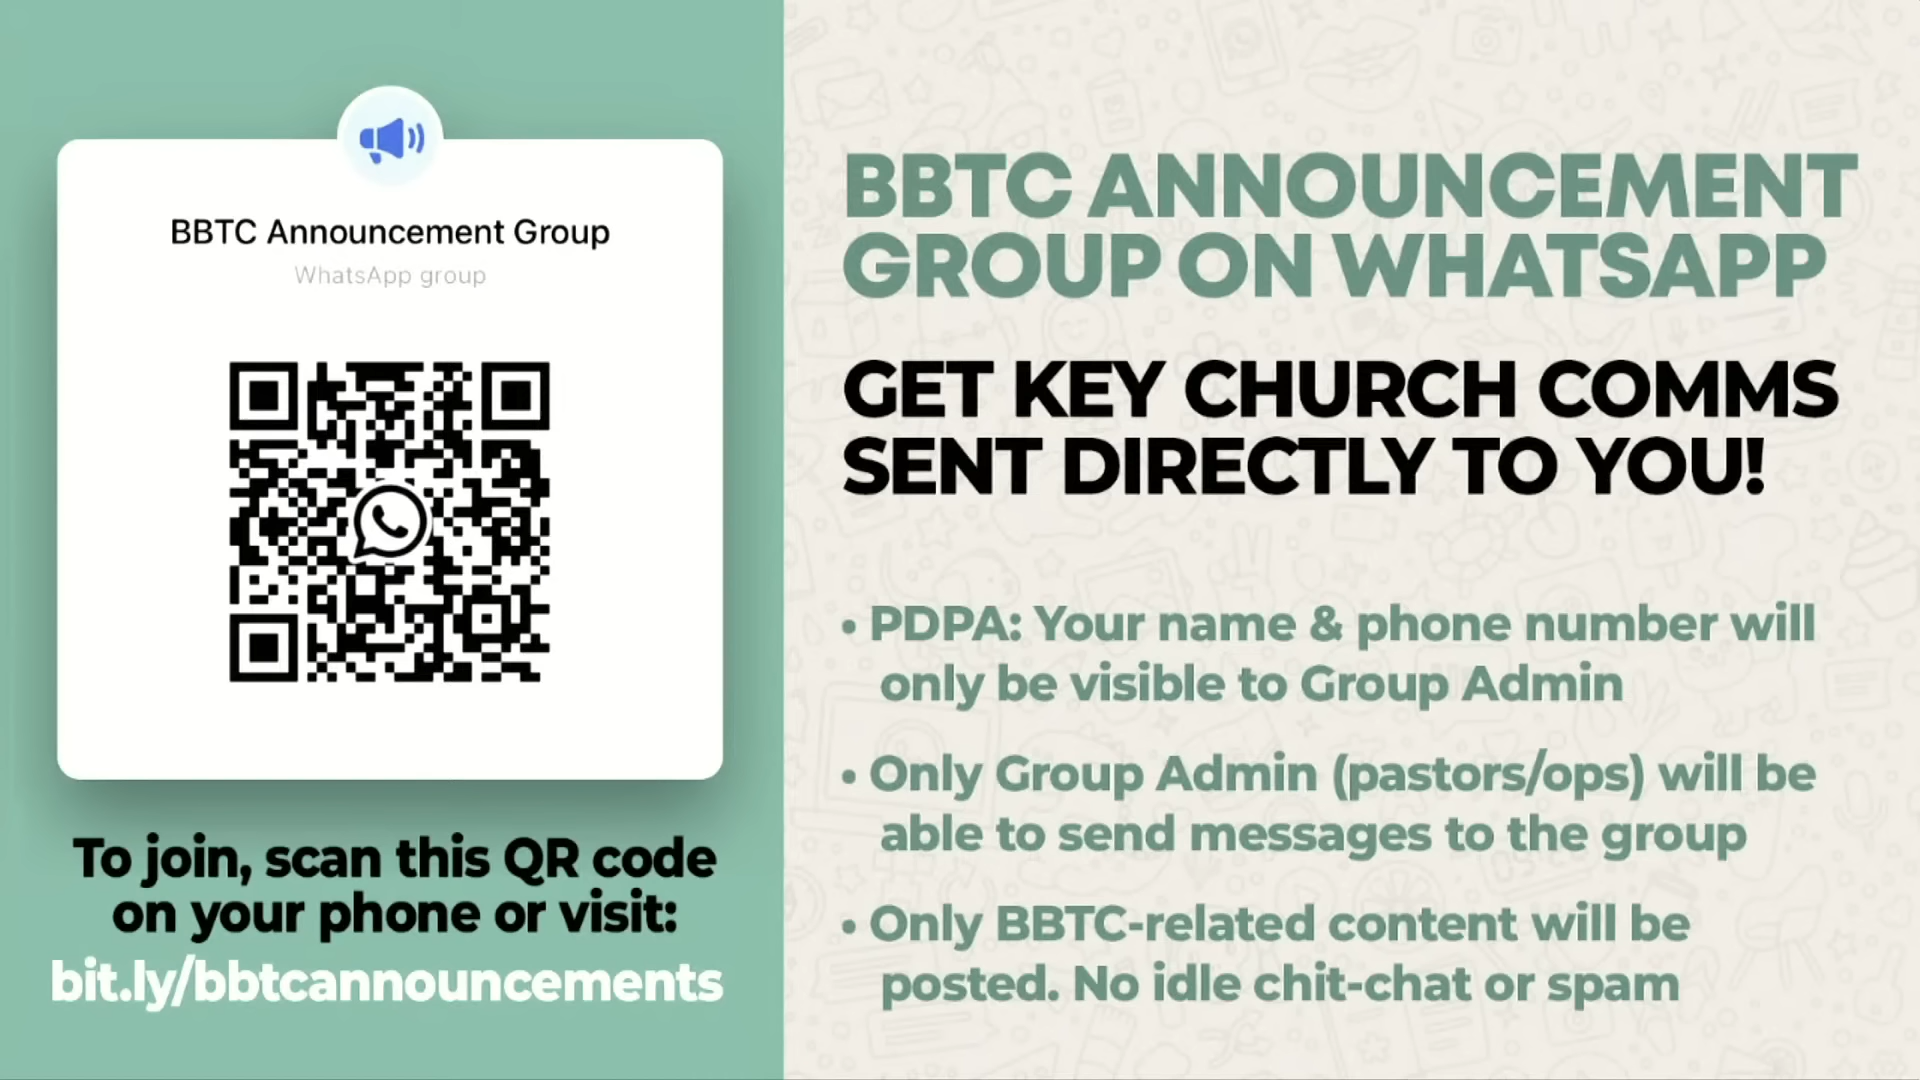 BBTC Announcement Group
WhatsApp group
To join, scan this QR code
on your phone or visit:
bit.ly/bbtcannouncements
BBTC ANNOUNCEMENT
GROUP ON WHATSAPP
GET KEY CHURCH COMMS
SENT DIRECTLY TO YOU!
• PDPA: Your name & phone number will
only be visible to Group Admin
• Only Group Admin (pastors/ops) will be
able to send messages to the group
• Only BBTC-related content will be
posted. No idle chit-chat or spam